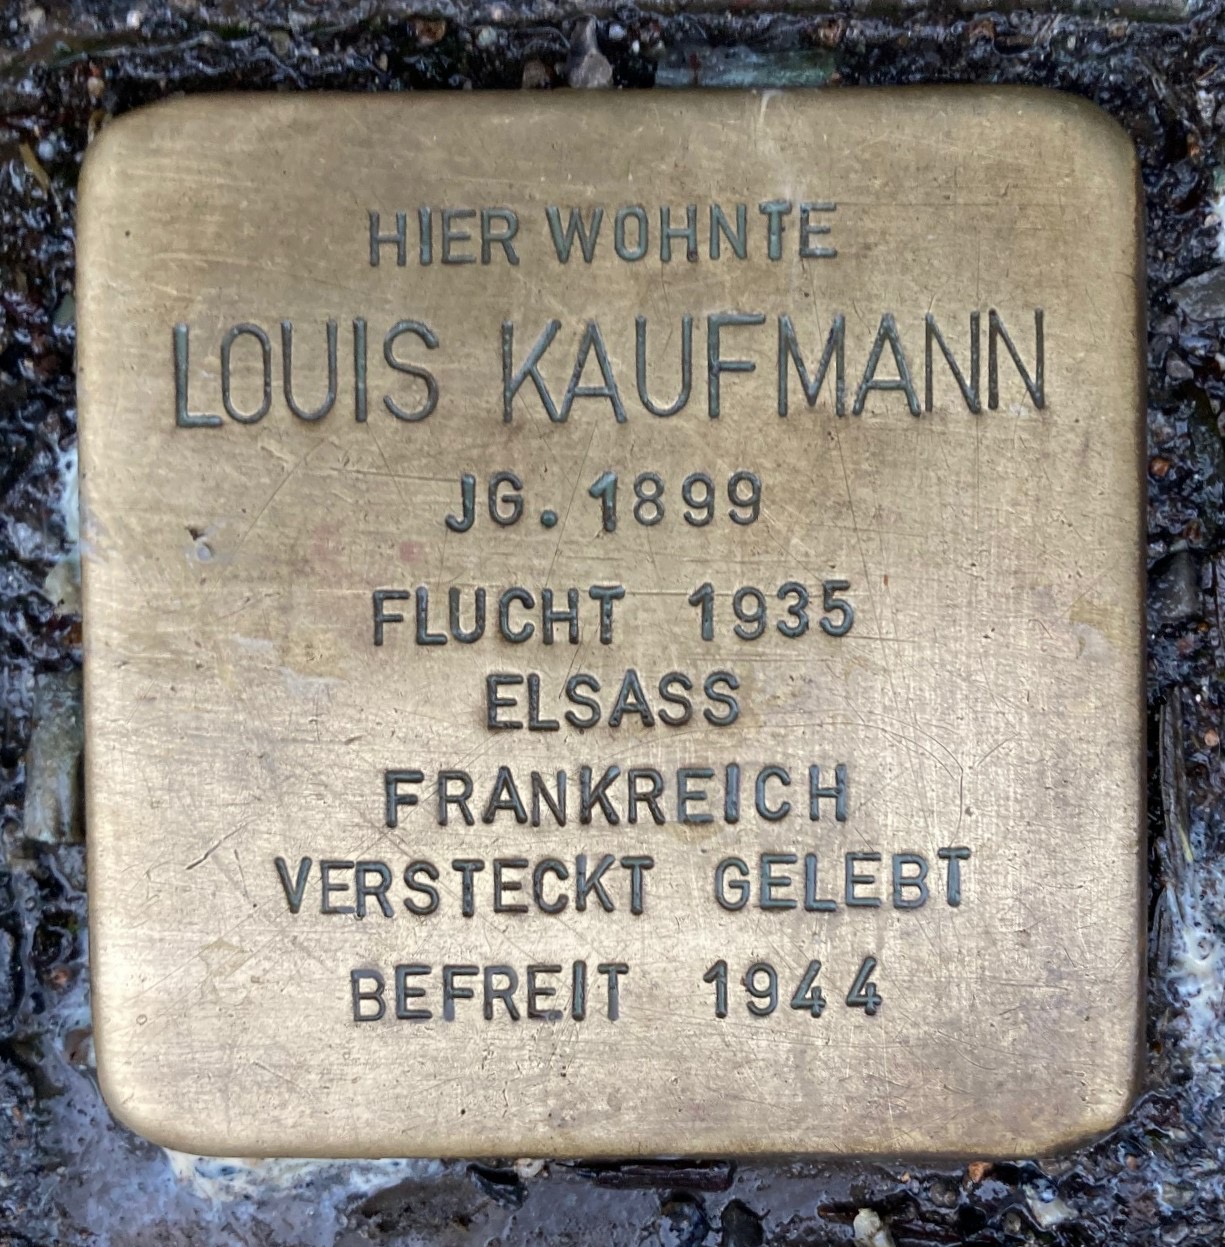 HIER WOHNTE
LOUIS KAUFMANN
JG. 1899
FLUCHT 1935
ELSASS
FRANKREICH
VERSTECKT GELEBT
BEFREIT 1944